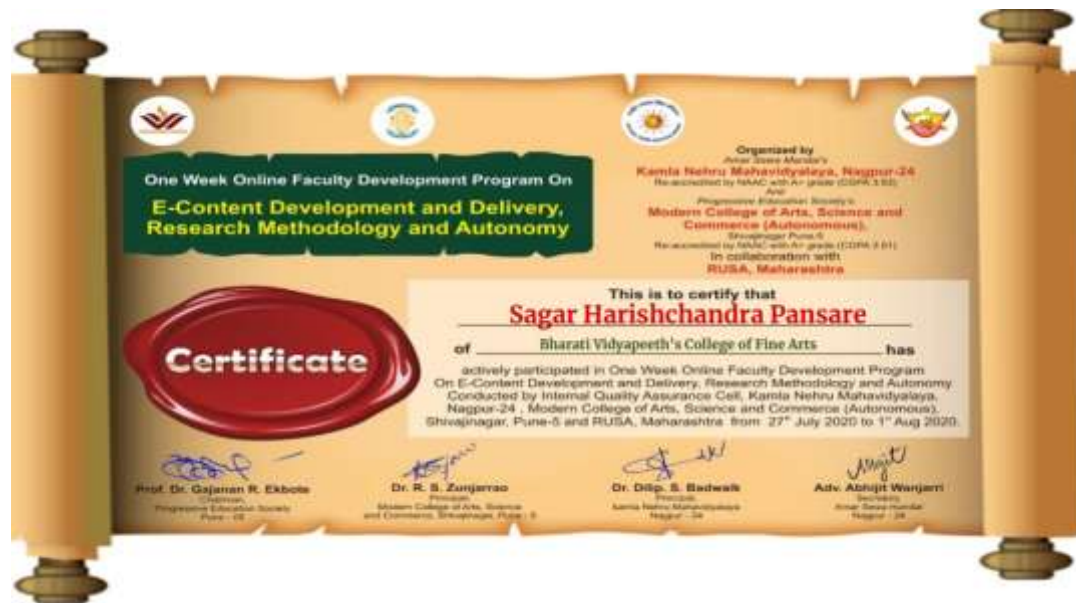 One Week Online Faculty Development Program On
E-Content Development and Delivery,
Research Methodology and Autonomy
Organized by
Amar Sewa Mandal's
Kamla Nehru Mahavidyalaya, Nagpur-24
Re-accredited by NAAC with A+ grade
And
Progressive Education Society's
Modern College of Arts, Science and
Commerce (Autonomous),
Shivajinagar Pune-5
Re-accredited by NAAC with A+ grade
In collaboration with
RUSA, Maharashtra
Certificate
This is to certify that
Sagar Harishchandra Pansare
of Bharati Vidyapeeth's College of Fine Arts has
actively participated in One Week Online Faculty Development Program
On E-Content Development and Delivery, Research Methodology and Autonomy
Conducted by Internal Quality Assurance Cell, Kamla Nehru Mahavidyalaya,
Nagpur-24 , Modern College of Arts, Science and Commerce (Autonomous),
Shivajinagar, Pune-5 and RUSA, Maharashtra from 27th July 2020 to 1st Aug 2020.
Prof. Dr. Gajanan R. Ekbote
Chairman,
Progressive Education Society
Pune - 05
Dr. R. S. Zunjarrao
Principal,
Modern College of Arts, Science
and Commerce, Shivajinagar, Pune - 5
Dr. Dilip. S. Badwaik
Principal,
Kamla Nehru Mahavidyalaya
Nagpur - 24
Adv. Abhijit Wanjarri
Secretary,
Amar Sewa mandal
Nagpur - 24